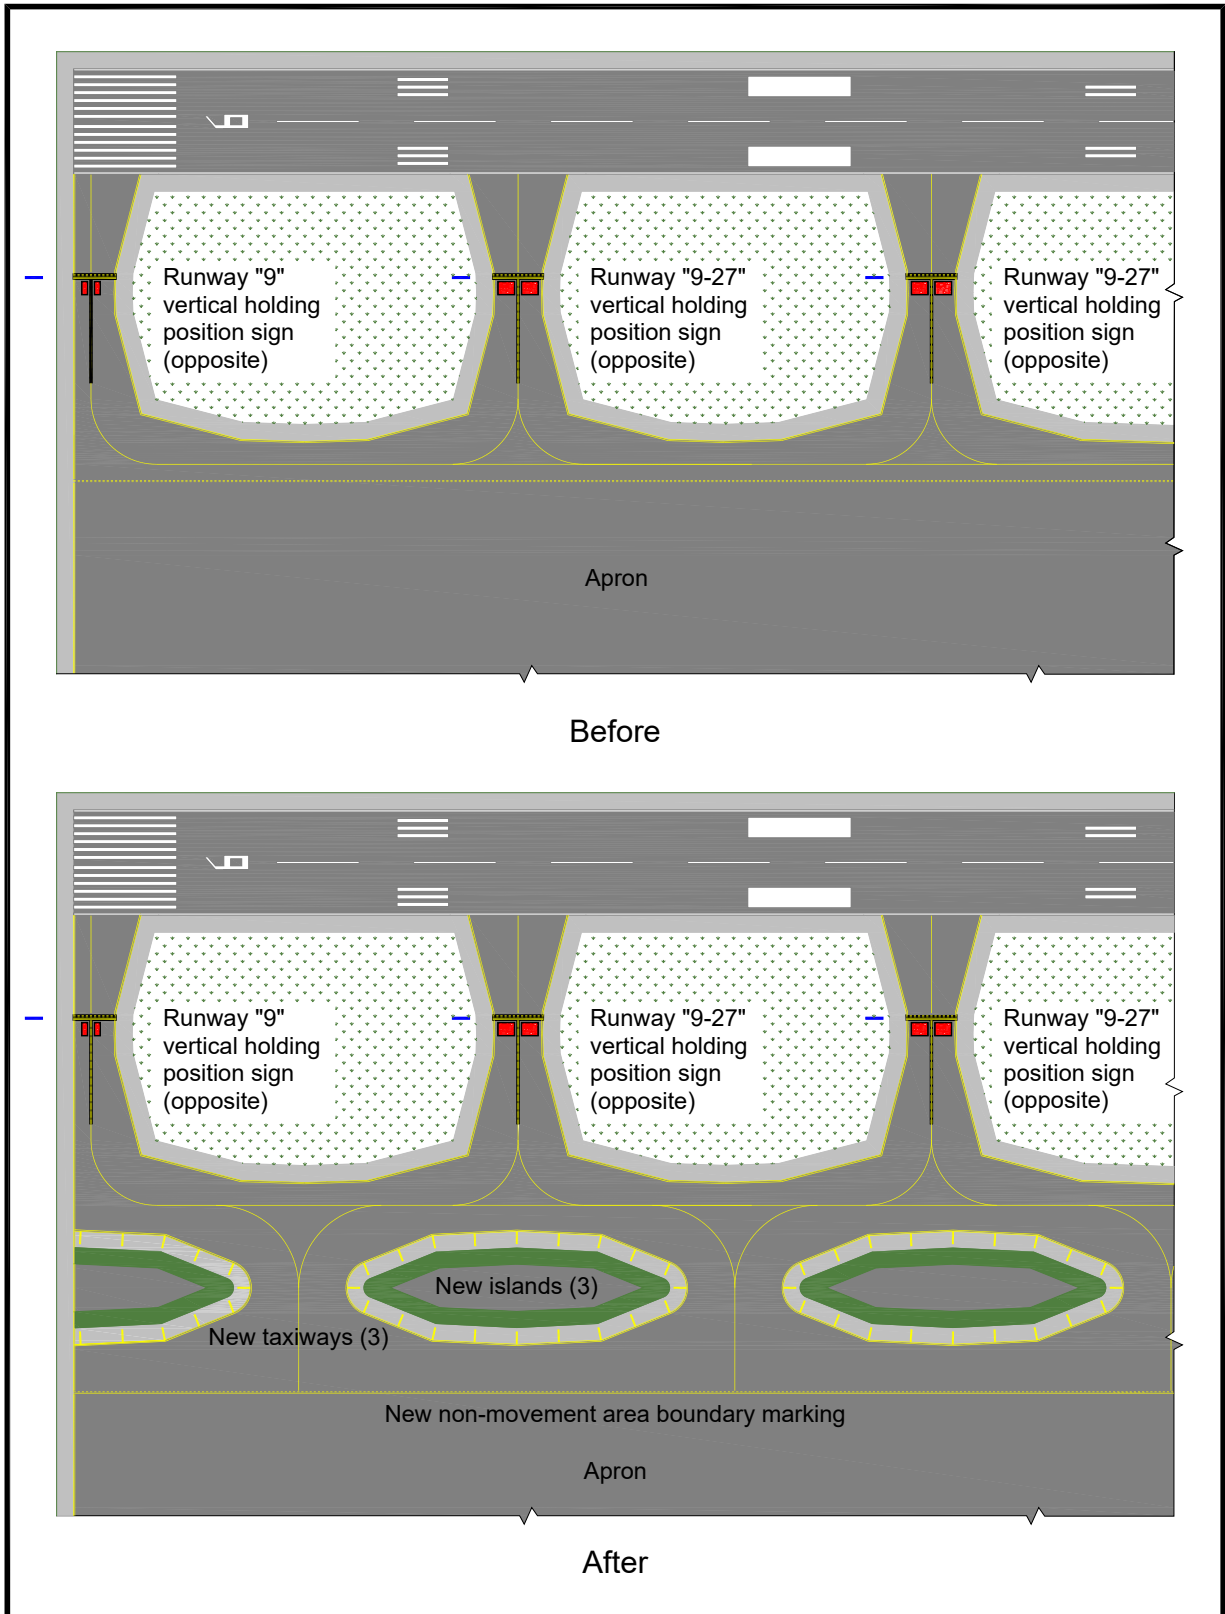 9
Runway "9"
vertical holding
position sign
(opposite)
Runway "9-27"
vertical holding
position sign
(opposite)
Runway "9-27"
vertical holding
position sign
(opposite)
Apron
Before
9
Runway "9"
vertical holding
position sign
(opposite)
Runway "9-27"
vertical holding
position sign
(opposite)
Runway "9-27"
vertical holding
position sign
(opposite)
New islands (3)
New taxiways (3)
New non-movement area boundary marking
Apron
After